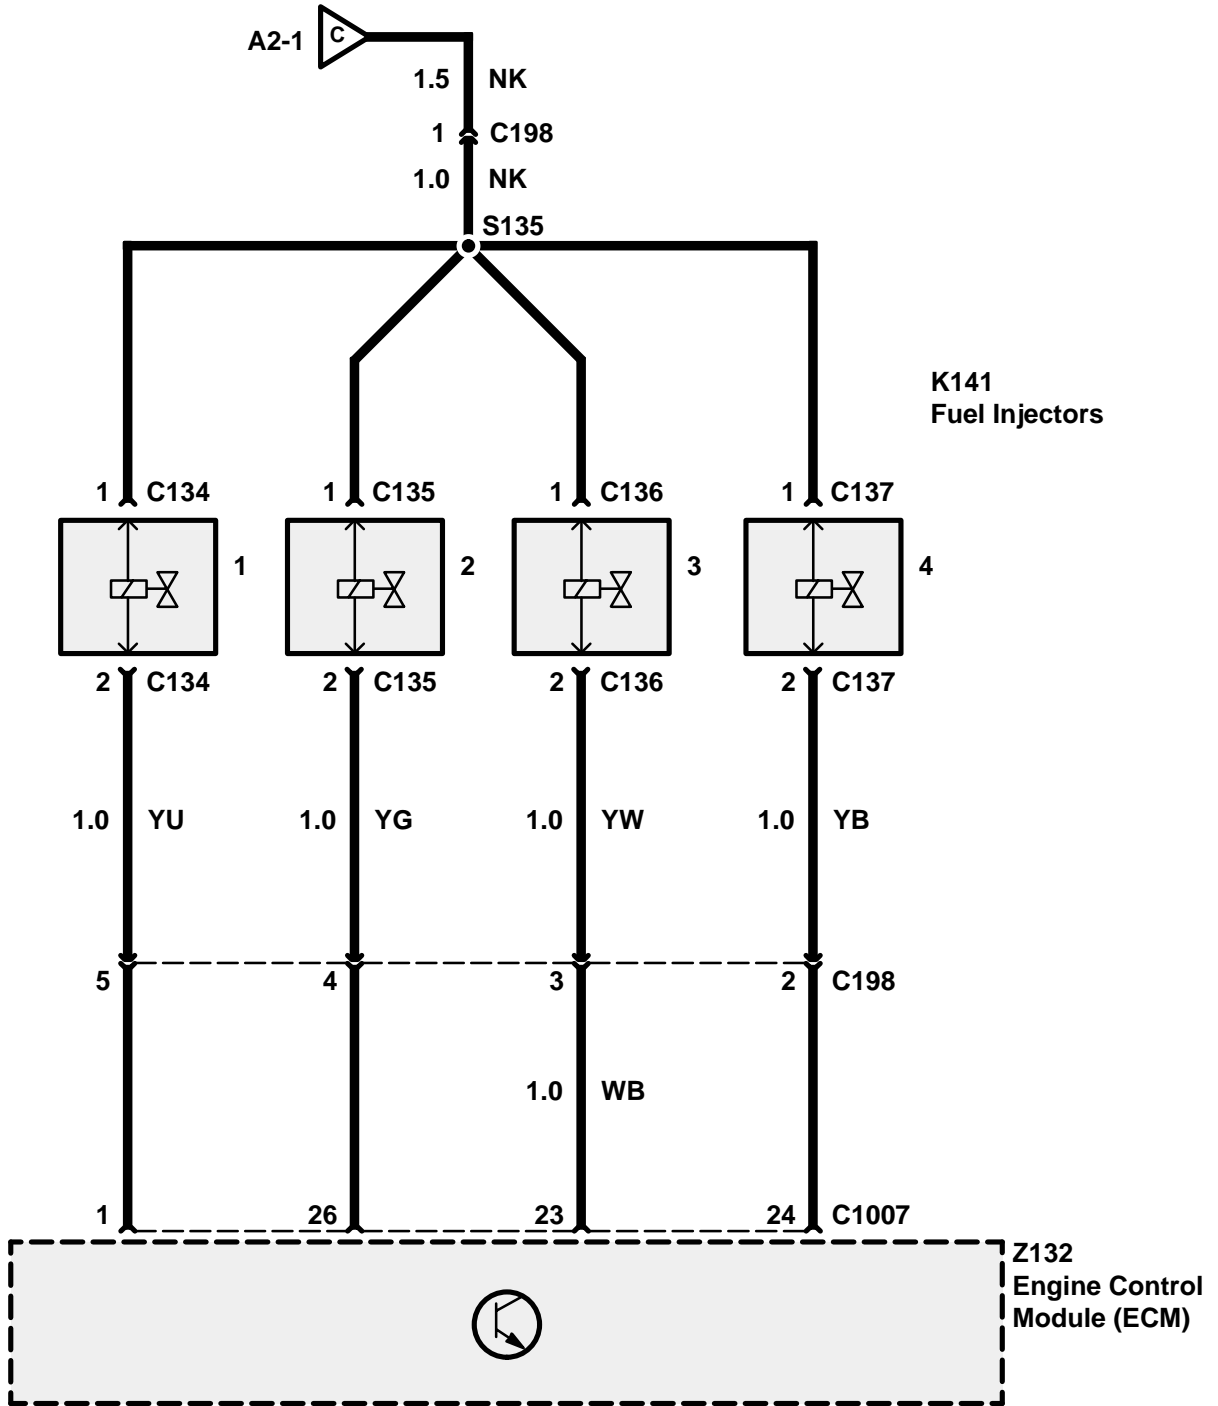 A2-1 C
1.5 NK
1 C198
1.0 NK
S135
K141
Fuel Injectors
1 C134 1 C135 1 C136 1 C137
1 2 3 4
2 C134 2 C135 2 C136 2 C137
1.0 YU 1.0 YG 1.0 YW 1.0 YB
5 4 3 2 C198
1.0 WB
1 26 23 24 C1007
Z132
Engine Control
Module (ECM)